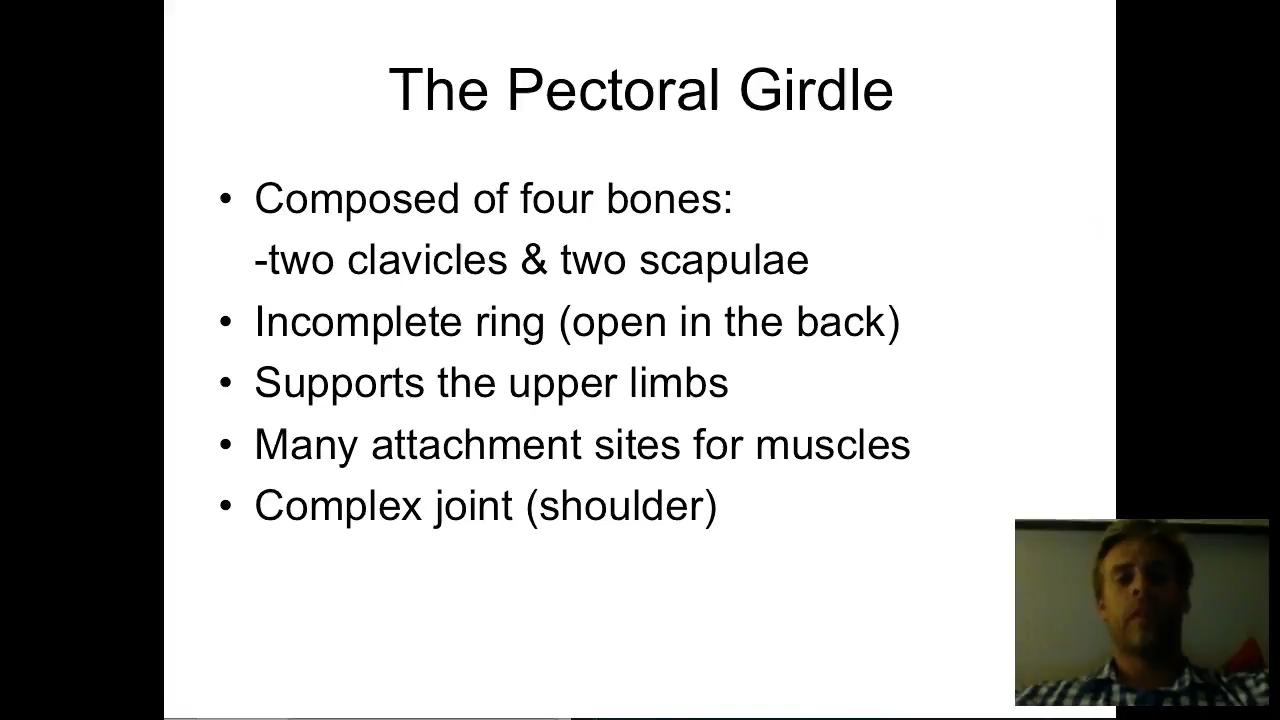 The Pectoral Girdle
• Composed of four bones:
-two clavicles & two scapulae
• Incomplete ring (open in the back)
• Supports the upper limbs
• Many attachment sites for muscles
• Complex joint (shoulder)